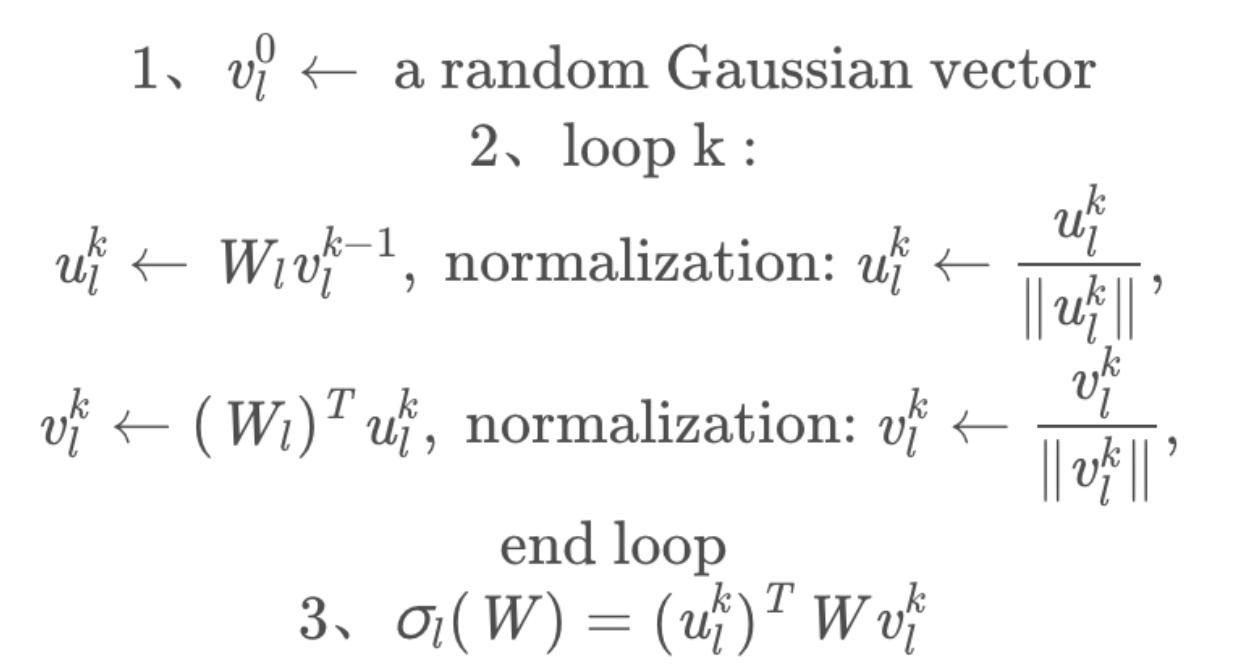 1、 $v_l^0 \leftarrow$ a random Gaussian vector
2、 loop k :
$u_l^k \leftarrow W_l v_l^{k-1}$, normalization: $u_l^k \leftarrow \frac{u_l^k}{\|u_l^k\|}$,
$v_l^k \leftarrow (W_l)^T u_l^k$, normalization: $v_l^k \leftarrow \frac{v_l^k}{\|v_l^k\|}$,
end loop
3、 $\sigma_l(W) = (u_l^k)^T W v_l^k$